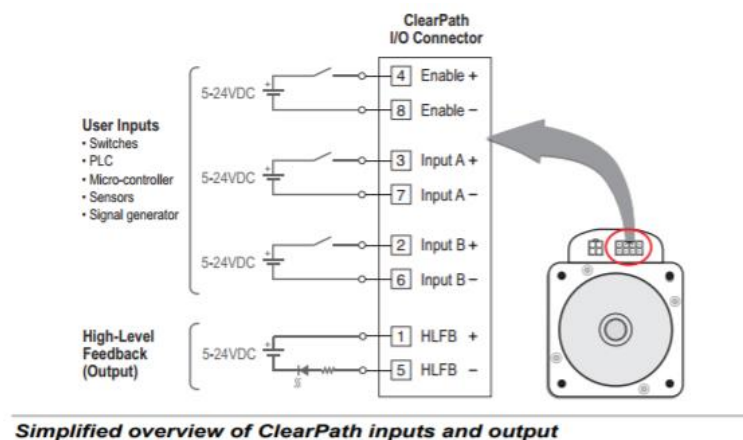 ClearPath
I/O Connector
5-24VDC
4 Enable +
8 Enable −
User Inputs
• Switches
• PLC
• Micro-controller
• Sensors
• Signal generator
5-24VDC
3 Input A +
7 Input A −
5-24VDC
2 Input B +
6 Input B −
High-Level
Feedback
(Output)
5-24VDC
1 HLFB +
5 HLFB −
Simplified overview of ClearPath inputs and output